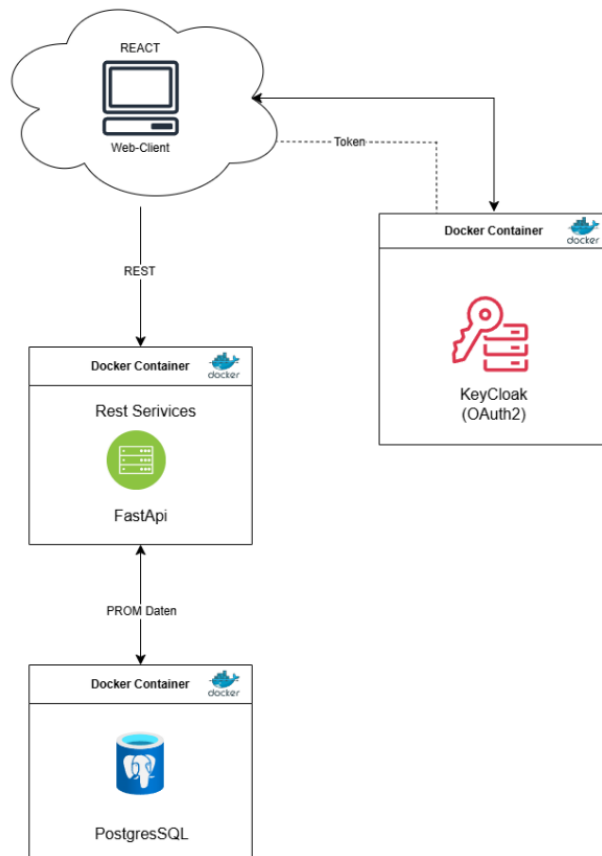 REACT
Web-Client
Token
REST
Docker Container
docker
KeyCloak
(OAuth2)
Docker Container
docker
Rest Serivices
FastApi
PROM Daten
Docker Container
docker
PostgresSQL